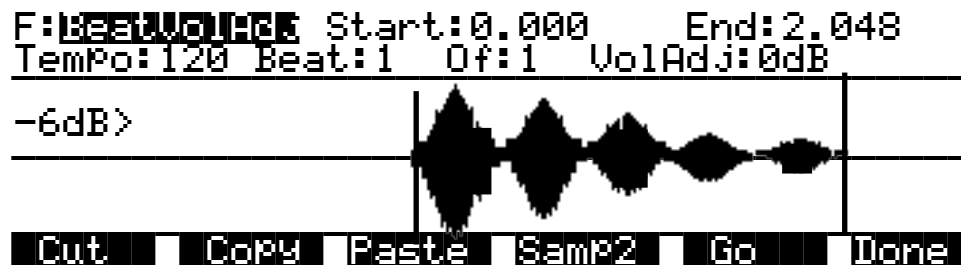 F:BeatVolAdj Start:0.000 End:2.048
Tempo:120 Beat:1 Of:1 VolAdj:0dB
-6dB>
Cut Copy Paste Samp2 Go Done